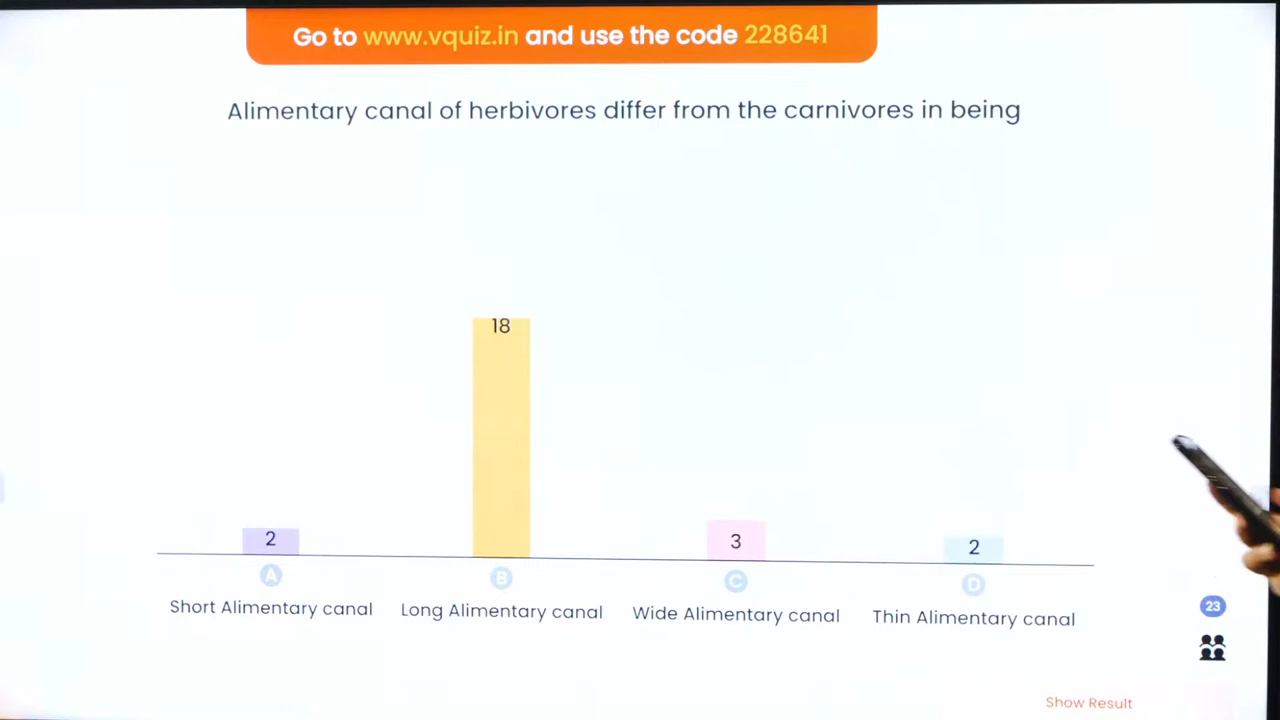 Go to www.vquiz.in and use the code 228641
Alimentary canal of herbivores differ from the carnivores in being
18
2
3
2
A
B
C
D
Short Alimentary canal
Long Alimentary canal
Wide Alimentary canal
Thin Alimentary canal
23
Show Result